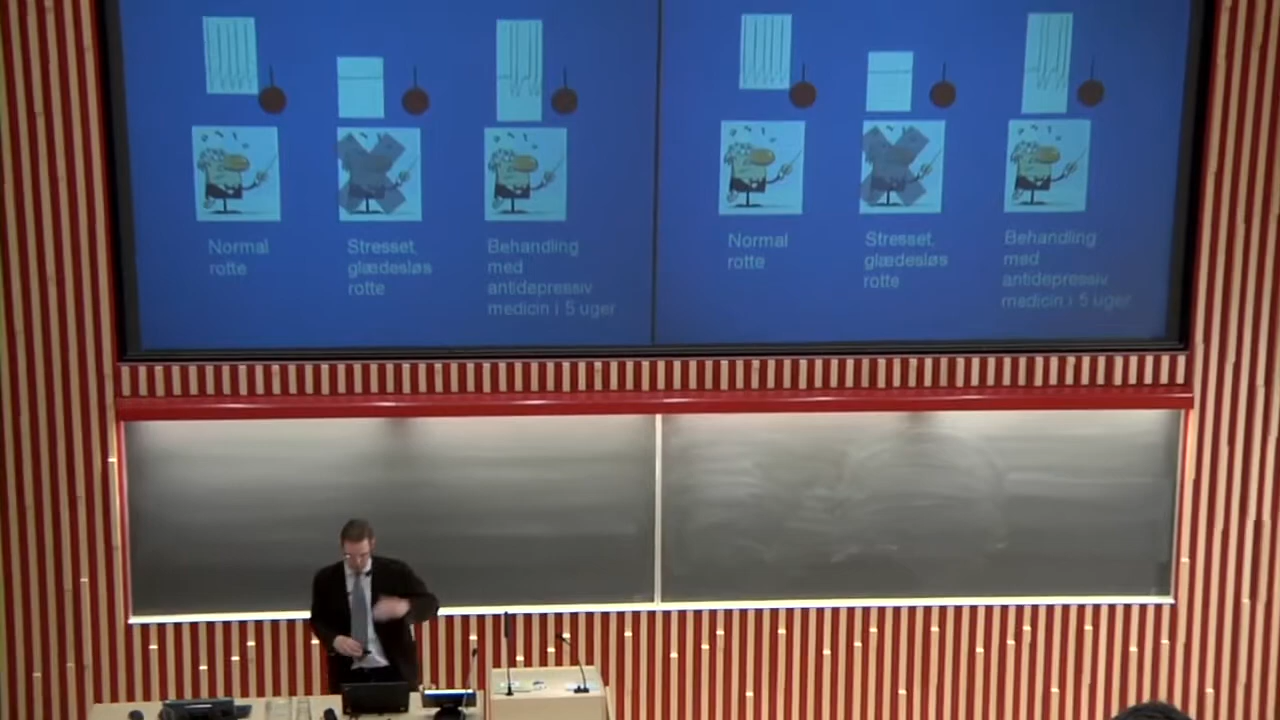 Normal
rotte
Stresset,
glædesløs
rotte
Behandling
med
antidepressiv
medicin i 5 uger
Normal
rotte
Stresset,
glædesløs
rotte
Behandling
med
antidepressiv
medicin i 5 uger